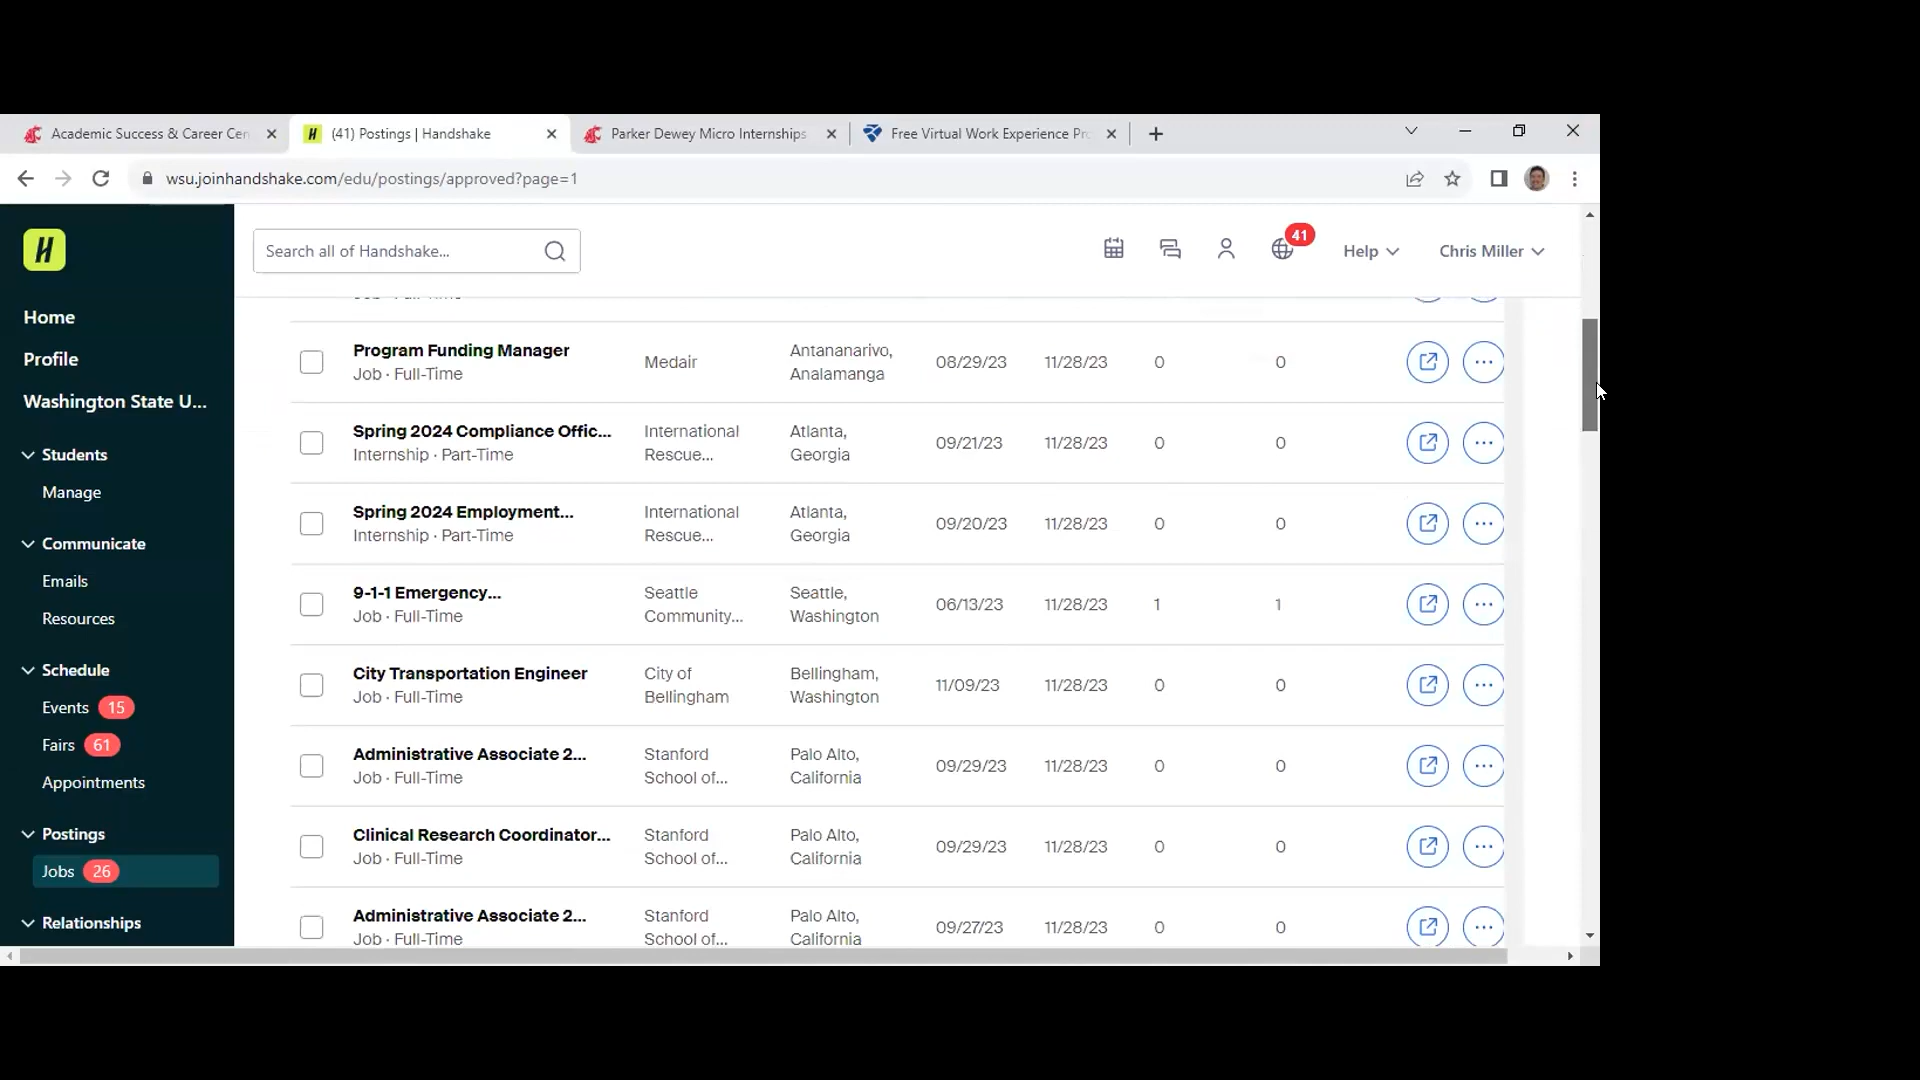 Academic Success & Career Cen
(41) Postings | Handshake
Parker Dewey Micro Internships
Free Virtual Work Experience Pro
wsu.joinhandshake.com/edu/postings/approved?page=1
H
Search all of Handshake...
41
Help
Chris Miller
Home
Profile
Washington State U...
Students
Manage
Communicate
Emails
Resources
Schedule
Events 15
Fairs 61
Appointments
Postings
Jobs 26
Relationships
Job · Full-Time
Program Funding Manager
Job · Full-Time
Medair
Antananarivo,
Analamanga
08/29/23
11/28/23
0
0
Spring 2024 Compliance Offic...
Internship · Part-Time
International
Rescue...
Atlanta,
Georgia
09/21/23
11/28/23
0
0
Spring 2024 Employment...
Internship · Part-Time
International
Rescue...
Atlanta,
Georgia
09/20/23
11/28/23
0
0
9-1-1 Emergency...
Job · Full-Time
Seattle
Community...
Seattle,
Washington
06/13/23
11/28/23
1
1
City Transportation Engineer
Job · Full-Time
City of
Bellingham
Bellingham,
Washington
11/09/23
11/28/23
0
0
Administrative Associate 2...
Job · Full-Time
Stanford
School of...
Palo Alto,
California
09/29/23
11/28/23
0
0
Clinical Research Coordinator...
Job · Full-Time
Stanford
School of...
Palo Alto,
California
09/29/23
11/28/23
0
0
Administrative Associate 2...
Job · Full-Time
Stanford
School of...
Palo Alto,
California
09/27/23
11/28/23
0
0